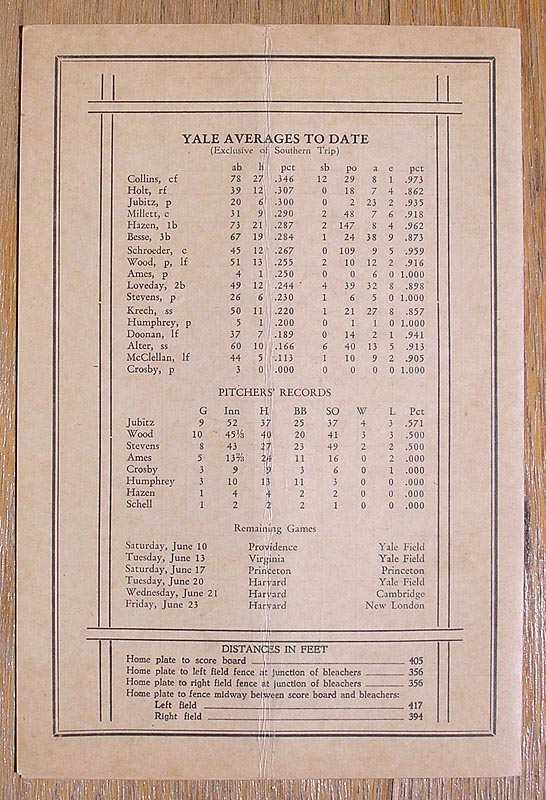 YALE AVERAGES TO DATE
(Exclusive of Southern Trip)
ab h pct sb po a e pct
Collins, cf 78 27 .346 12 29 8 1 .973
Holt, rf 39 12 .307 0 18 7 4 .862
Jubitz, p 20 6 .300 0 2 23 2 .935
Millett, c 31 9 .290 2 48 7 6 .918
Hazen, 1b 73 21 .287 2 147 8 4 .962
Besse, 3b 67 19 .284 1 24 38 9 .873
Schroeder, c 45 12 .267 0 109 9 5 .959
Wood, p, lf 51 13 .255 2 10 12 2 .916
Ames, p 4 1 .250 0 0 6 0 1.000
Loveday, 2b 49 12 .244 4 39 32 8 .898
Stevens, p 26 6 .230 1 6 5 0 1.000
Krech, ss 50 11 .220 1 21 27 8 .857
Humphrey, p 5 1 .200 0 1 1 0 1.000
Doonan, lf 37 7 .189 0 14 2 1 .941
Alter, ss 60 10 .166 6 40 13 5 .913
McClellan, lf 44 5 .113 1 10 9 2 .905
Crosby, p 3 0 .000 0 0 0 0 1.000
PITCHERS' RECORDS
G Inn H BB SO W L Pct
Jubitz 9 52 37 25 37 4 3 .571
Wood 10 45⅓ 40 20 41 3 3 .500
Stevens 8 43 27 23 49 2 2 .500
Ames 5 13⅔ 24 11 16 0 2 .000
Crosby 3 9 9 3 6 0 1 .000
Humphrey 3 10 13 11 3 0 0 .000
Hazen 1 4 4 2 2 0 0 .000
Schell 1 2 2 2 1 0 0 .000
Remaining Games
Saturday, June 10 Providence Yale Field
Tuesday, June 13 Virginia Yale Field
Saturday, June 17 Princeton Princeton
Tuesday, June 20 Harvard Yale Field
Wednesday, June 21 Harvard Cambridge
Friday, June 23 Harvard New London
DISTANCES IN FEET
Home plate to score board 405
Home plate to left field fence at junction of bleachers 356
Home plate to right field fence at junction of bleachers 356
Home plate to fence midway between score board and bleachers:
Left field 417
Right field 394